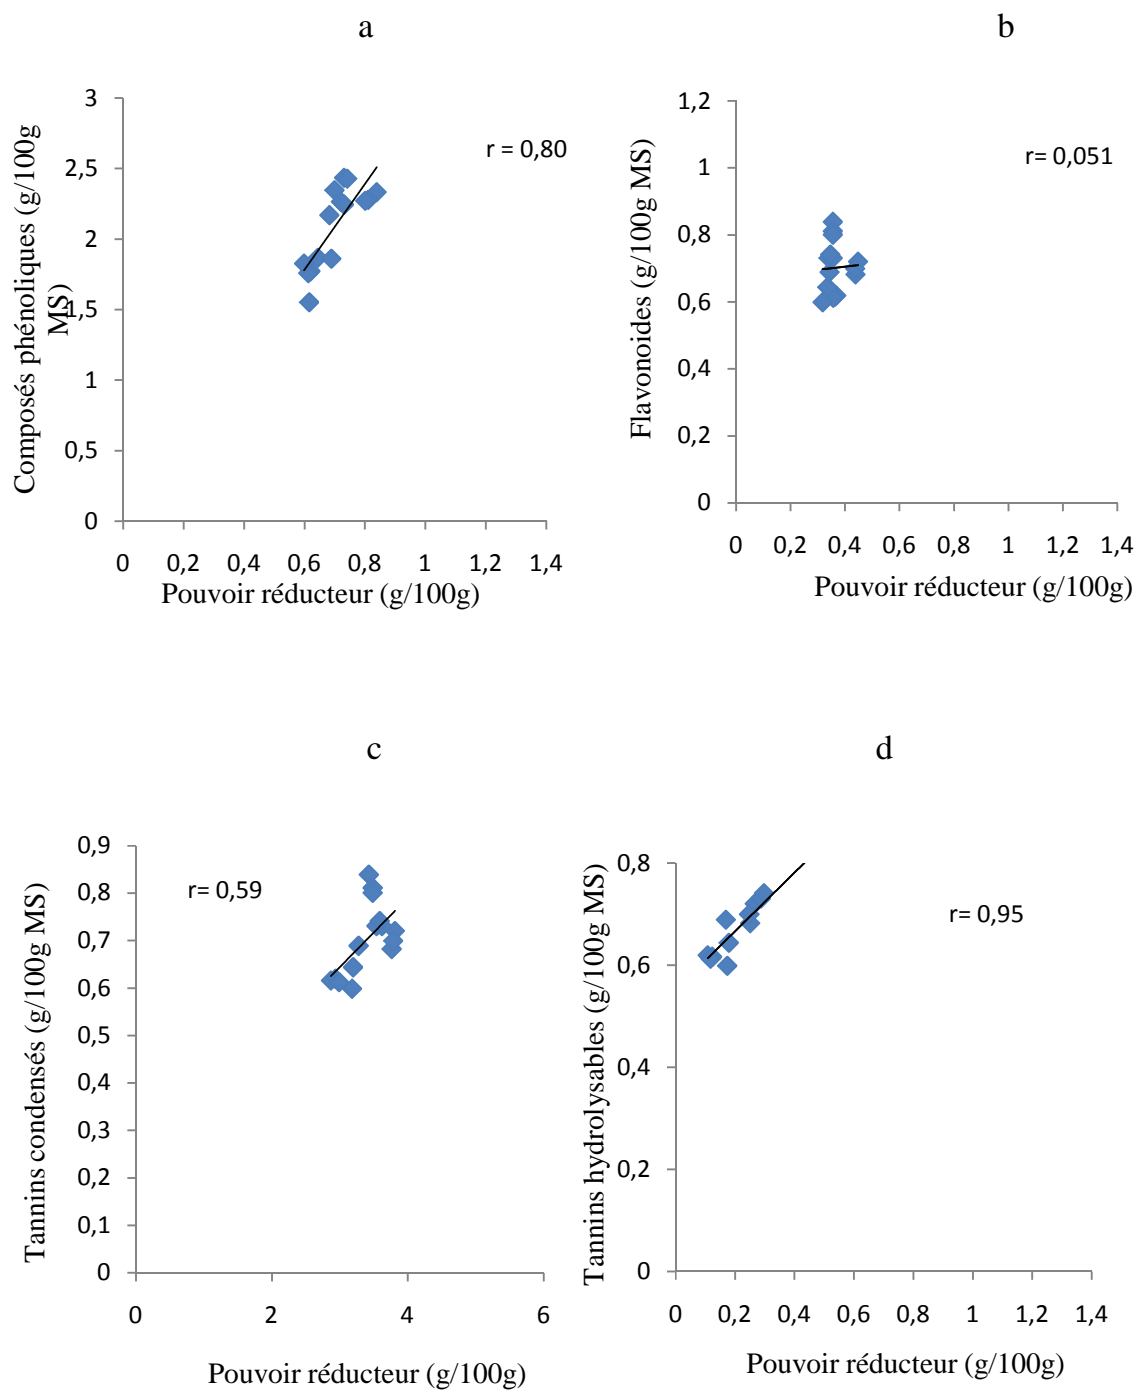 a
b
3
2,5
2
1,5
1
0,5
0
r = 0,80
Composés phénoliques (g/100g
MS)
0 0,2 0,4 0,6 0,8 1 1,2 1,4
Pouvoir réducteur (g/100g)
1,2
1
0,8
0,6
0,4
0,2
0
r= 0,051
Flavonoides (g/100g MS)
0 0,2 0,4 0,6 0,8 1 1,2 1,4
Pouvoir réducteur (g/100g)
c
d
0,9
0,8
0,7
0,6
0,5
0,4
0,3
0,2
0,1
0
r= 0,59
Tannins condensés (g/100g MS)
0 2 4 6
Pouvoir réducteur (g/100g)
0,8
0,6
0,4
0,2
0
r= 0,95
Tannins hydrolysables (g/100g MS)
0 0,2 0,4 0,6 0,8 1 1,2 1,4
Pouvoir réducteur (g/100g)